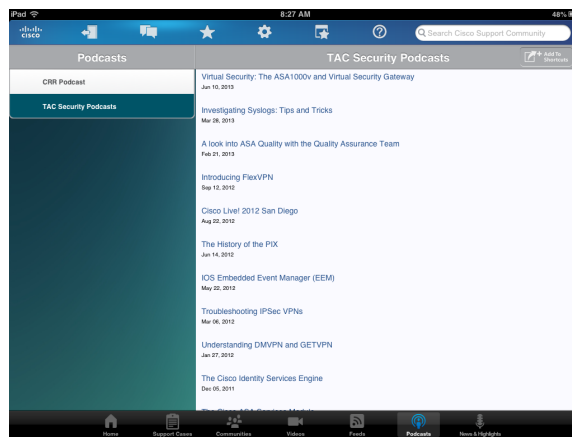 iPad
8:27 AM
48%
CISCO
Search Cisco Support Community
Podcasts
TAC Security Podcasts
Add To
Shortcuts
CRR Podcast
TAC Security Podcasts
Virtual Security: The ASA1000v and Virtual Security Gateway
Jun 10, 2013
Investigating Syslogs: Tips and Tricks
Mar 28, 2013
A look into ASA Quality with the Quality Assurance Team
Feb 21, 2013
Introducing FlexVPN
Sep 12, 2012
Cisco Live! 2012 San Diego
Aug 22, 2012
The History of the PIX
Jun 14, 2012
IOS Embedded Event Manager (EEM)
May 22, 2012
Troubleshooting IPSec VPNs
Mar 06, 2012
Understanding DMVPN and GETVPN
Jan 27, 2012
The Cisco Identity Services Engine
Dec 05, 2011
The Cisco ASA Services Module
Home
Support Cases
Communities
Videos
Feeds
Podcasts
News & Highlights